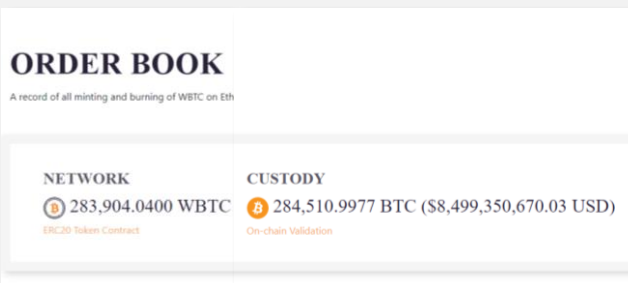 ORDER BOOK
A record of all minting and burning of WBTC on Eth
NETWORK
283,904.0400 WBTC
ERC20 Token Contract
CUSTODY
284,510.9977 BTC ($8,499,350,670.03 USD)
On-chain Validation